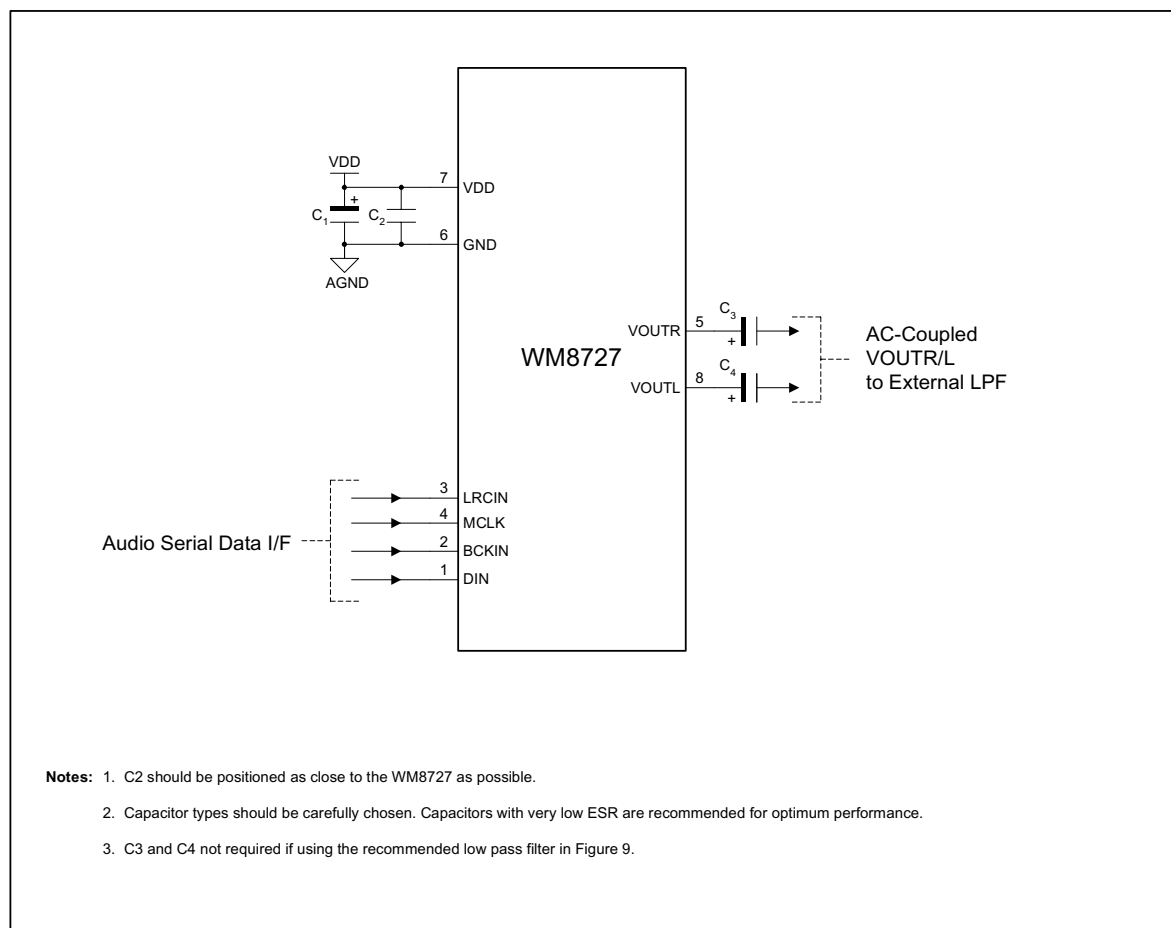 VDD
7
VDD
C1
+
C2
6
GND
AGND
WM8727
VOUTR
5
C3
+
VOUTL
8
C4
+
AC-Coupled
VOUTR/L
to External LPF
Audio Serial Data I/F
3
LRCIN
4
MCLK
2
BCKIN
1
DIN
Notes: 1. C2 should be positioned as close to the WM8727 as possible.
2. Capacitor types should be carefully chosen. Capacitors with very low ESR are recommended for optimum performance.
3. C3 and C4 not required if using the recommended low pass filter in Figure 9.